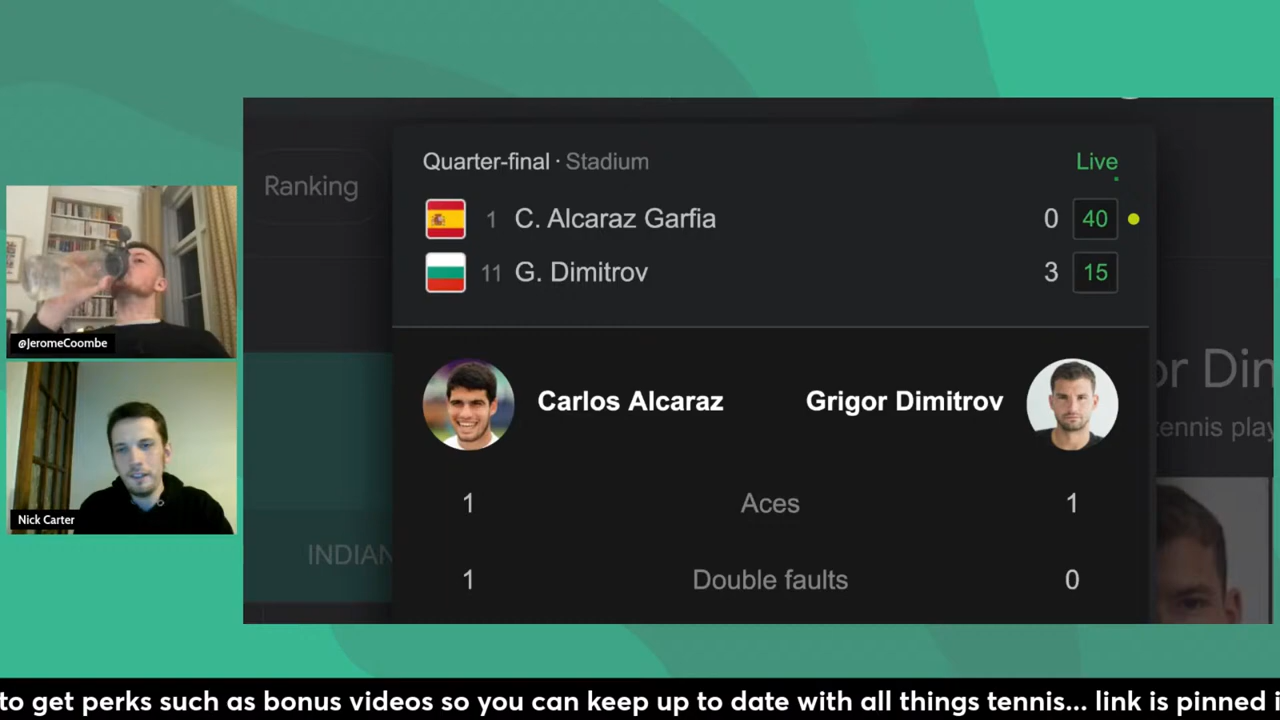 Ranking
Quarter-final · Stadium
Live
1 C. Alcaraz Garfia 0 40
11 G. Dimitrov 3 15
@JeromeCoombe
Carlos Alcaraz
Grigor Dimitrov
or Din
tennis play
1 Aces 1
Nick Carter
INDIAN
1 Double faults 0
to get perks such as bonus videos so you can keep up to date with all things tennis... link is pinned i